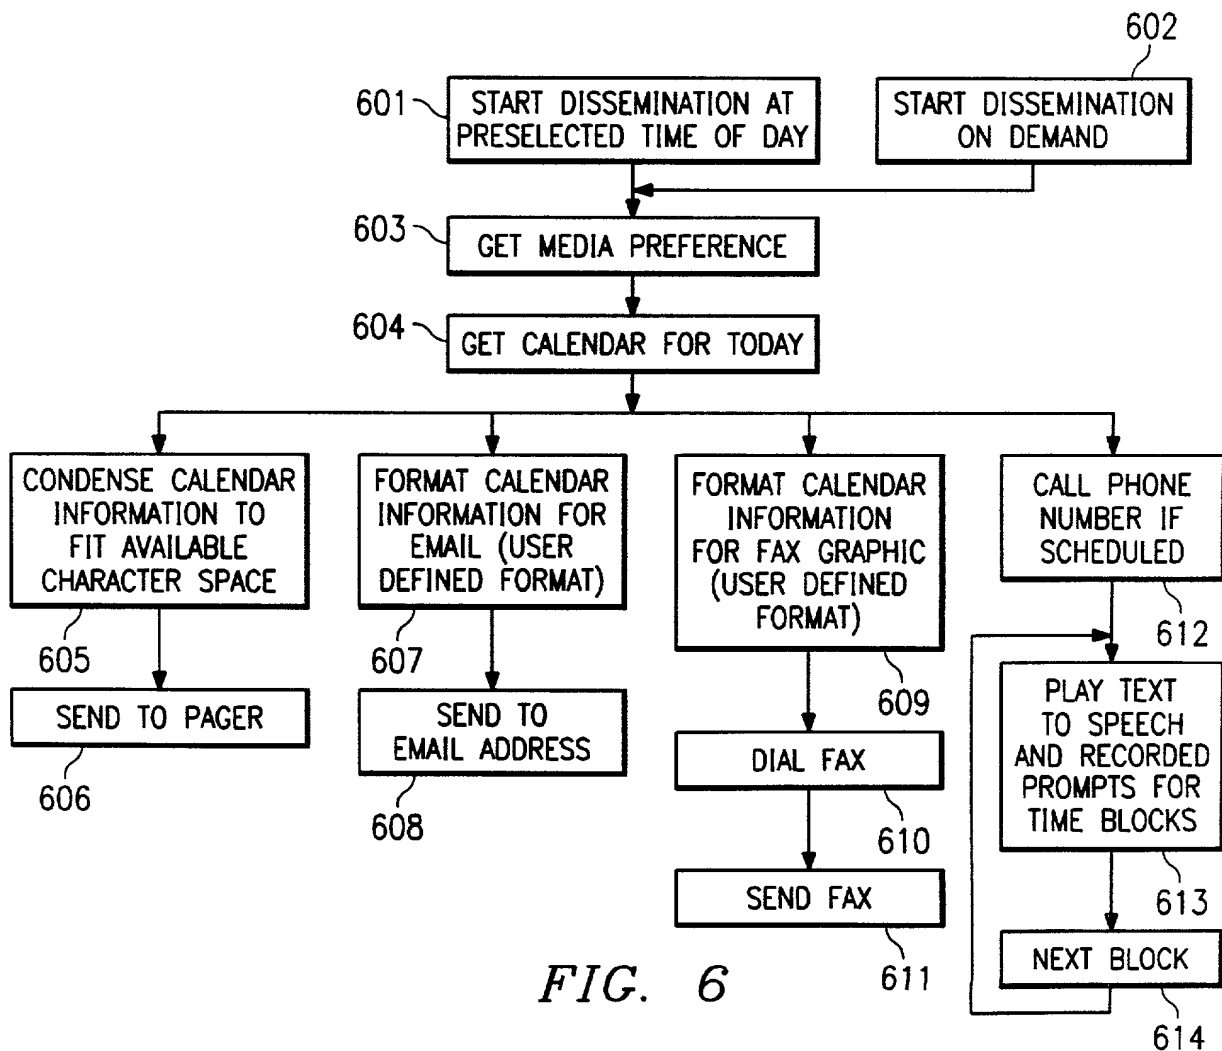 602
601
START DISSEMINATION AT
PRESELECTED TIME OF DAY
START DISSEMINATION
ON DEMAND
603
GET MEDIA PREFERENCE
604
GET CALENDAR FOR TODAY
CONDENSE CALENDAR
INFORMATION TO
FIT AVAILABLE
CHARACTER SPACE
605
SEND TO PAGER
606
FORMAT CALENDAR
INFORMATION FOR
EMAIL (USER
DEFINED FORMAT)
607
SEND TO
EMAIL ADDRESS
608
FORMAT CALENDAR
INFORMATION
FOR FAX GRAPHIC
(USER DEFINED
FORMAT)
609
DIAL FAX
610
SEND FAX
611
CALL PHONE
NUMBER IF
SCHEDULED
612
PLAY TEXT
TO SPEECH
AND RECORDED
PROMPTS FOR
TIME BLOCKS
613
NEXT BLOCK
614
FIG. 6